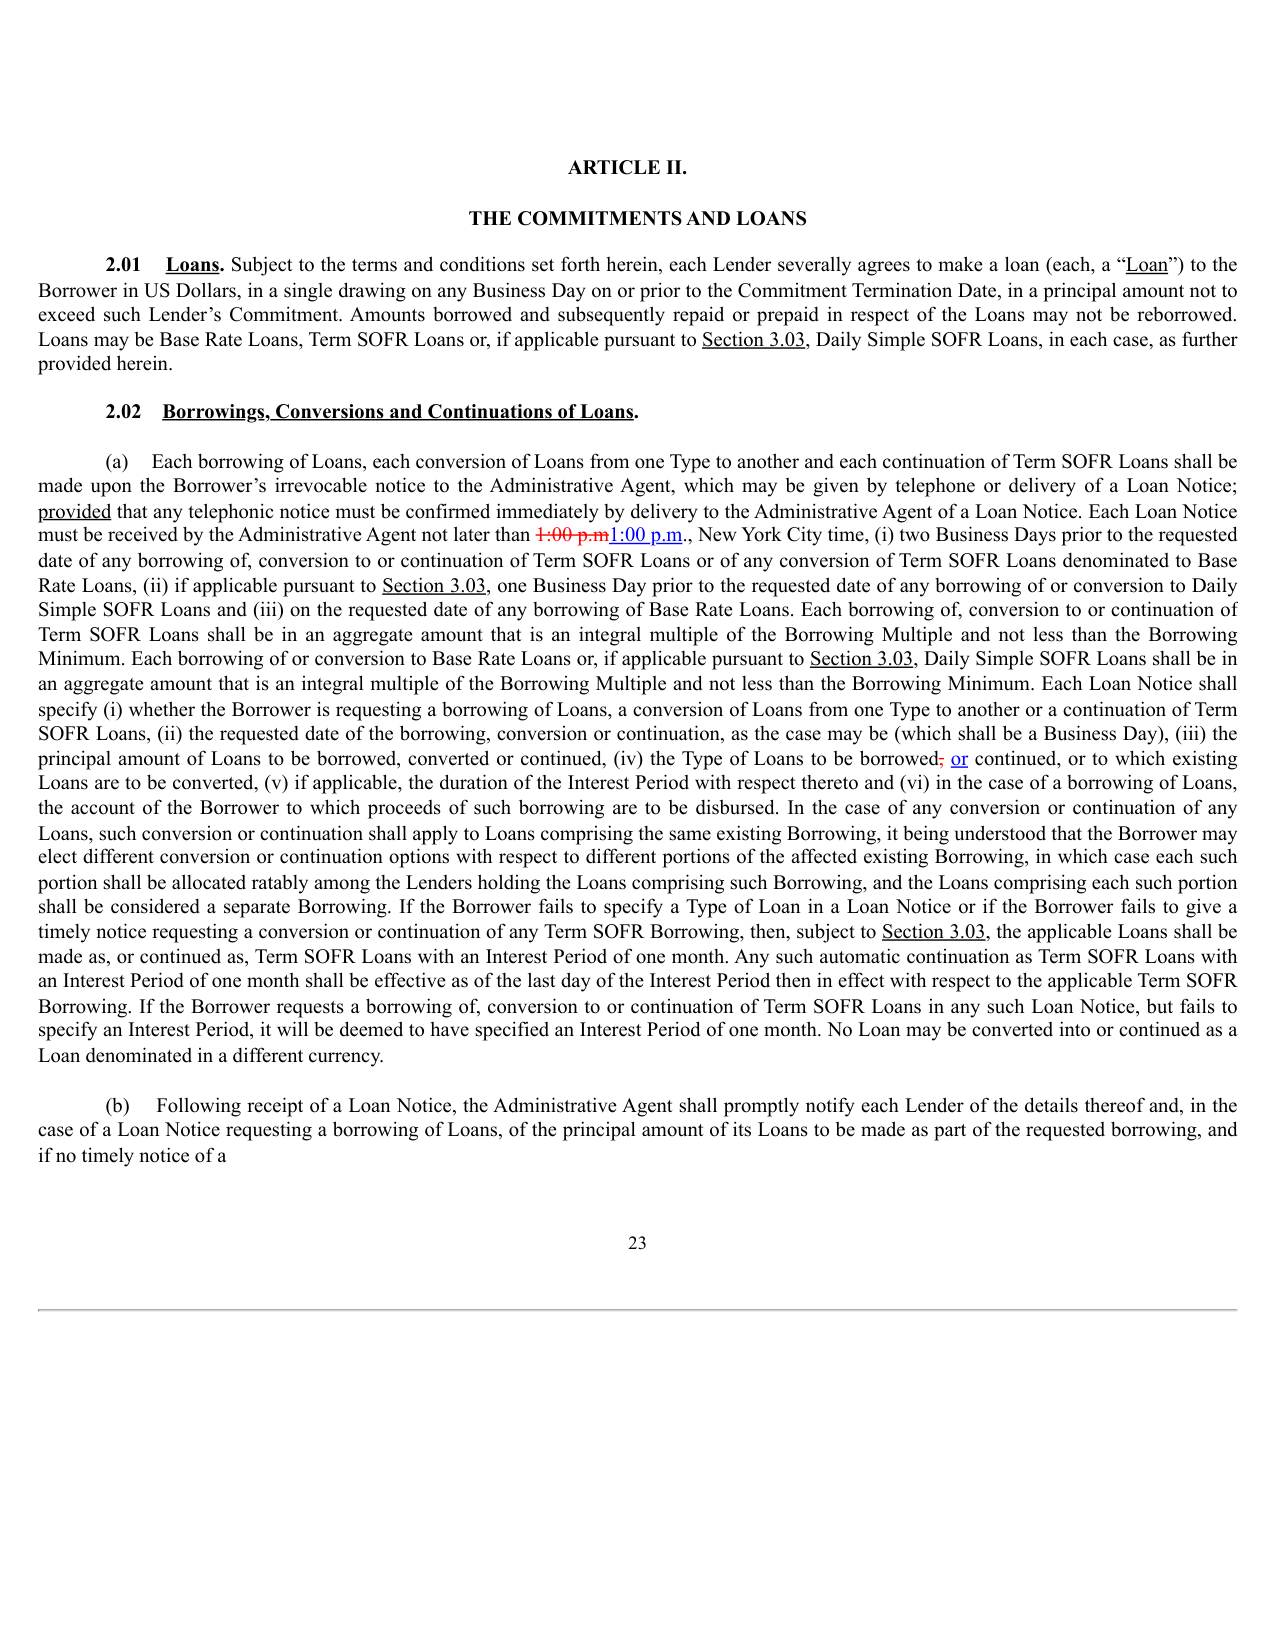 ARTICLE II.
THE COMMITMENTS AND LOANS
2.01 Loans. Subject to the terms and conditions set forth herein, each Lender severally agrees to make a loan (each, a “Loan”) to the
Borrower in US Dollars, in a single drawing on any Business Day on or prior to the Commitment Termination Date, in a principal amount not to
exceed such Lender’s Commitment. Amounts borrowed and subsequently repaid or prepaid in respect of the Loans may not be reborrowed.
Loans may be Base Rate Loans, Term SOFR Loans or, if applicable pursuant to Section 3.03, Daily Simple SOFR Loans, in each case, as further
provided herein.
2.02 Borrowings, Conversions and Continuations of Loans.
(a) Each borrowing of Loans, each conversion of Loans from one Type to another and each continuation of Term SOFR Loans shall be
made upon the Borrower’s irrevocable notice to the Administrative Agent, which may be given by telephone or delivery of a Loan Notice;
provided that any telephonic notice must be confirmed immediately by delivery to the Administrative Agent of a Loan Notice. Each Loan Notice
must be received by the Administrative Agent not later than 1:00 p.m1:00 p.m., New York City time, (i) two Business Days prior to the requested
date of any borrowing of, conversion to or continuation of Term SOFR Loans or of any conversion of Term SOFR Loans denominated to Base
Rate Loans, (ii) if applicable pursuant to Section 3.03, one Business Day prior to the requested date of any borrowing of or conversion to Daily
Simple SOFR Loans and (iii) on the requested date of any borrowing of Base Rate Loans. Each borrowing of, conversion to or continuation of
Term SOFR Loans shall be in an aggregate amount that is an integral multiple of the Borrowing Multiple and not less than the Borrowing
Minimum. Each borrowing of or conversion to Base Rate Loans or, if applicable pursuant to Section 3.03, Daily Simple SOFR Loans shall be in
an aggregate amount that is an integral multiple of the Borrowing Multiple and not less than the Borrowing Minimum. Each Loan Notice shall
specify (i) whether the Borrower is requesting a borrowing of Loans, a conversion of Loans from one Type to another or a continuation of Term
SOFR Loans, (ii) the requested date of the borrowing, conversion or continuation, as the case may be (which shall be a Business Day), (iii) the
principal amount of Loans to be borrowed, converted or continued, (iv) the Type of Loans to be borrowed, or continued, or to which existing
Loans are to be converted, (v) if applicable, the duration of the Interest Period with respect thereto and (vi) in the case of a borrowing of Loans,
the account of the Borrower to which proceeds of such borrowing are to be disbursed. In the case of any conversion or continuation of any
Loans, such conversion or continuation shall apply to Loans comprising the same existing Borrowing, it being understood that the Borrower may
elect different conversion or continuation options with respect to different portions of the affected existing Borrowing, in which case each such
portion shall be allocated ratably among the Lenders holding the Loans comprising such Borrowing, and the Loans comprising each such portion
shall be considered a separate Borrowing. If the Borrower fails to specify a Type of Loan in a Loan Notice or if the Borrower fails to give a
timely notice requesting a conversion or continuation of any Term SOFR Borrowing, then, subject to Section 3.03, the applicable Loans shall be
made as, or continued as, Term SOFR Loans with an Interest Period of one month. Any such automatic continuation as Term SOFR Loans with
an Interest Period of one month shall be effective as of the last day of the Interest Period then in effect with respect to the applicable Term SOFR
Borrowing. If the Borrower requests a borrowing of, conversion to or continuation of Term SOFR Loans in any such Loan Notice, but fails to
specify an Interest Period, it will be deemed to have specified an Interest Period of one month. No Loan may be converted into or continued as a
Loan denominated in a different currency.
(b) Following receipt of a Loan Notice, the Administrative Agent shall promptly notify each Lender of the details thereof and, in the
case of a Loan Notice requesting a borrowing of Loans, of the principal amount of its Loans to be made as part of the requested borrowing, and
if no timely notice of a
23